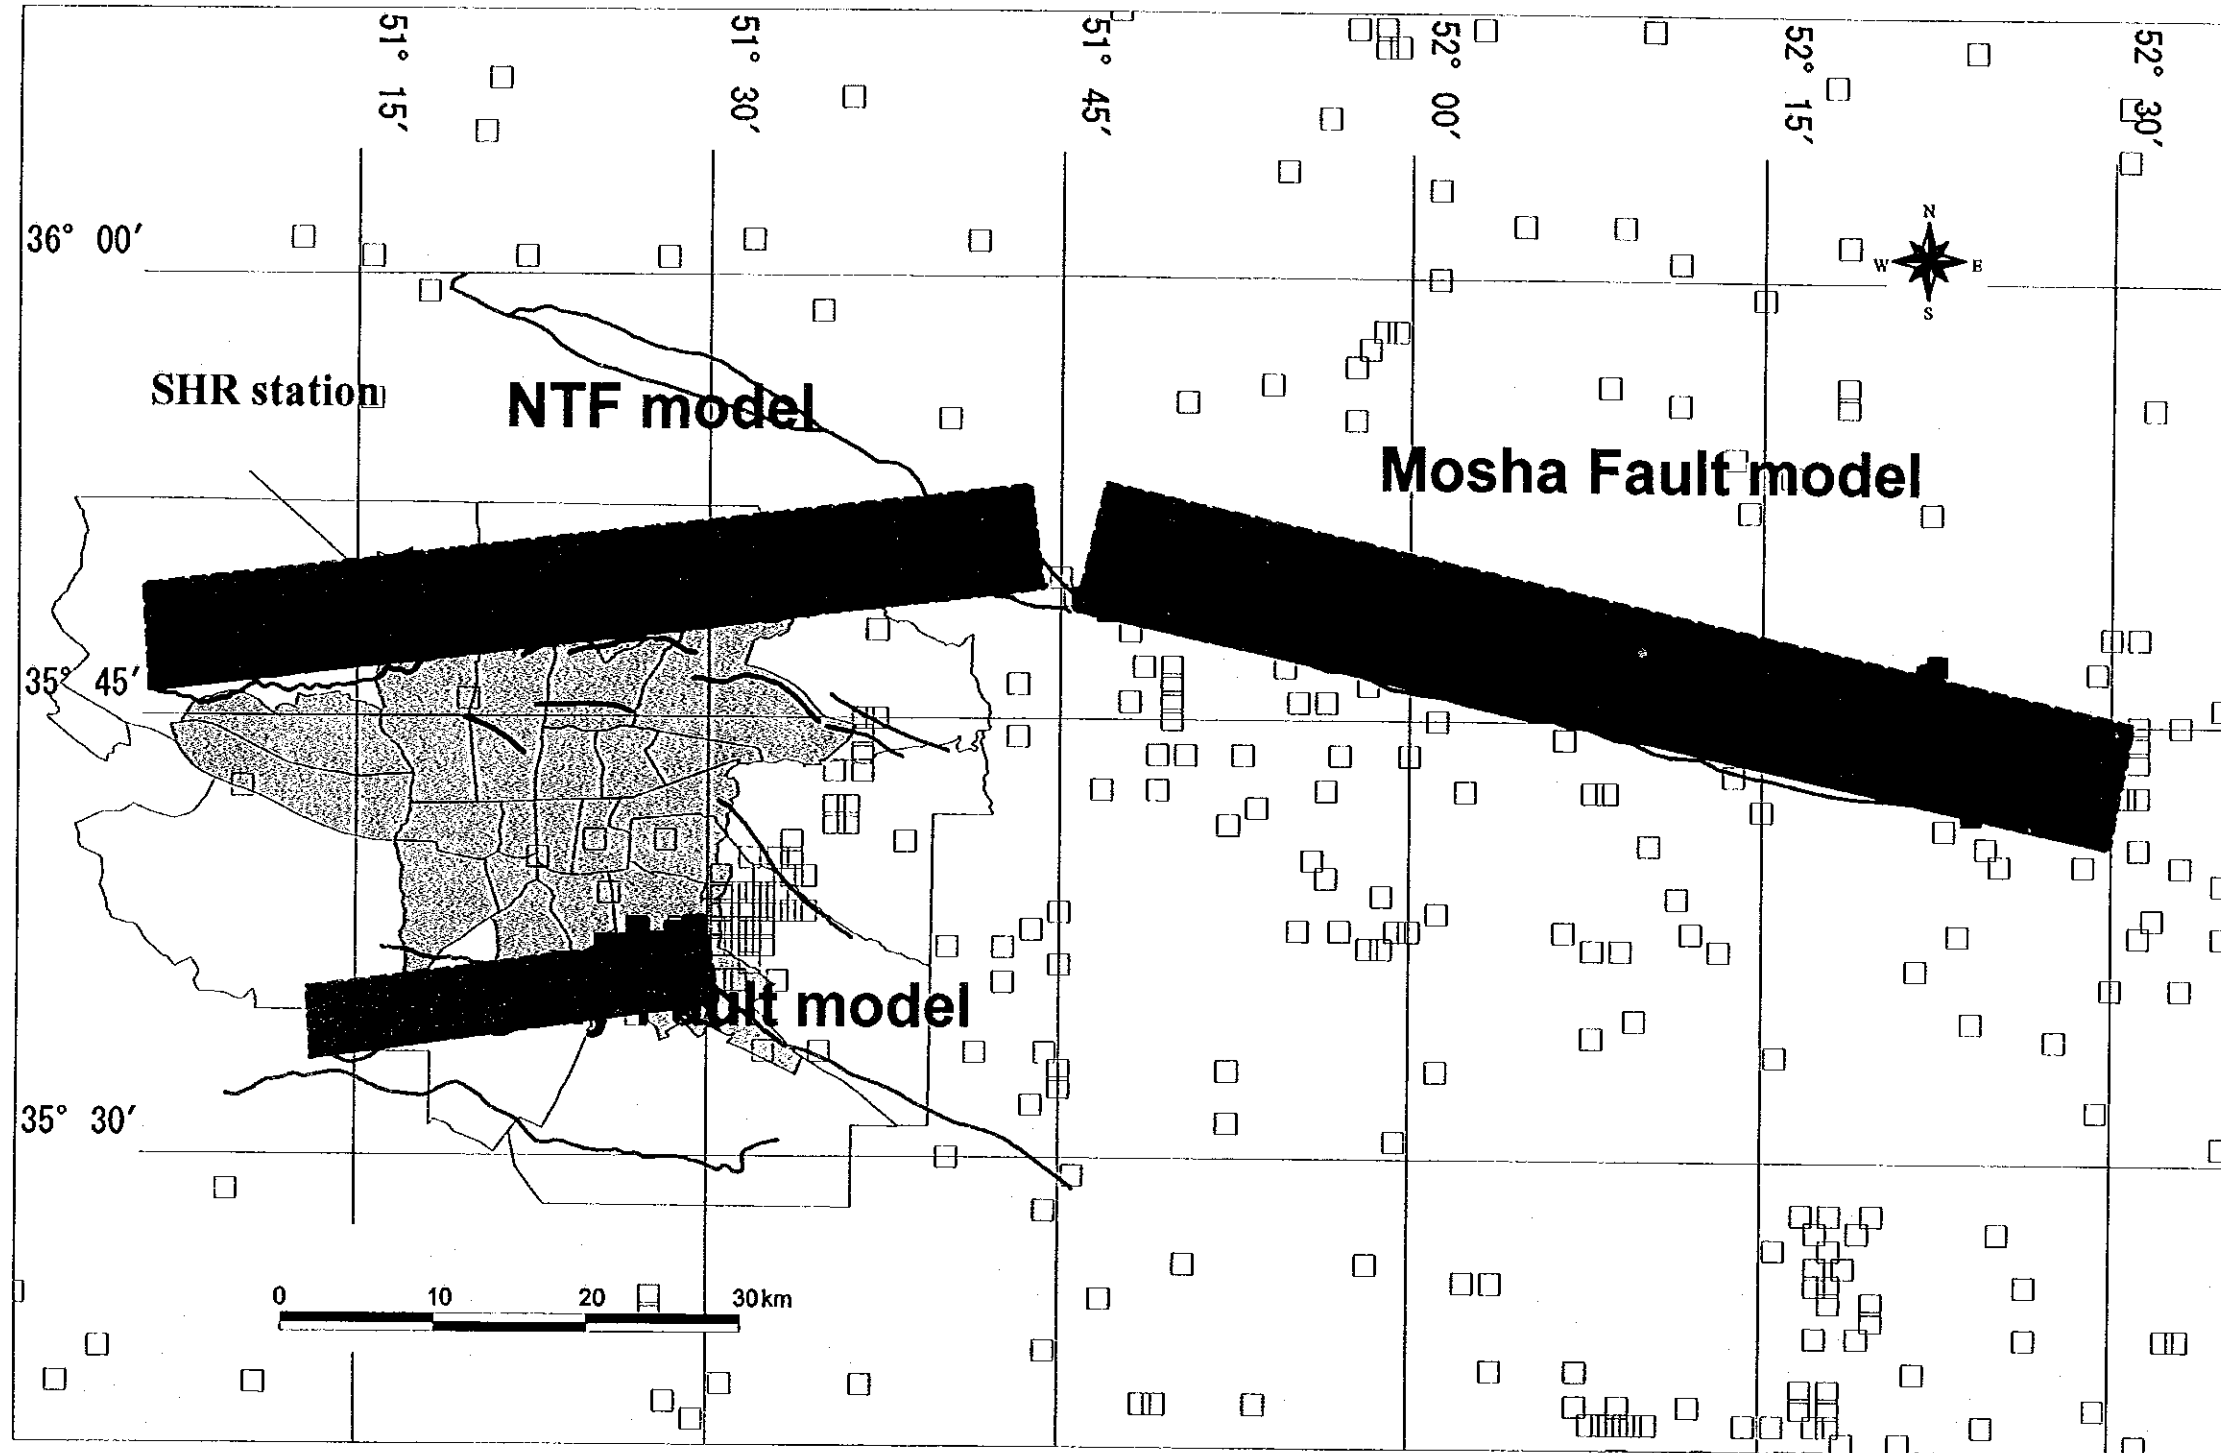 51° 15′
51° 30′
51° 45′
52° 00′
52° 15′
52° 30′
36° 00′
N
W E
S
SHR station
NTF model
Mosha Fault model
35° 45′
Fault model
35° 30′
0 10 20 30km